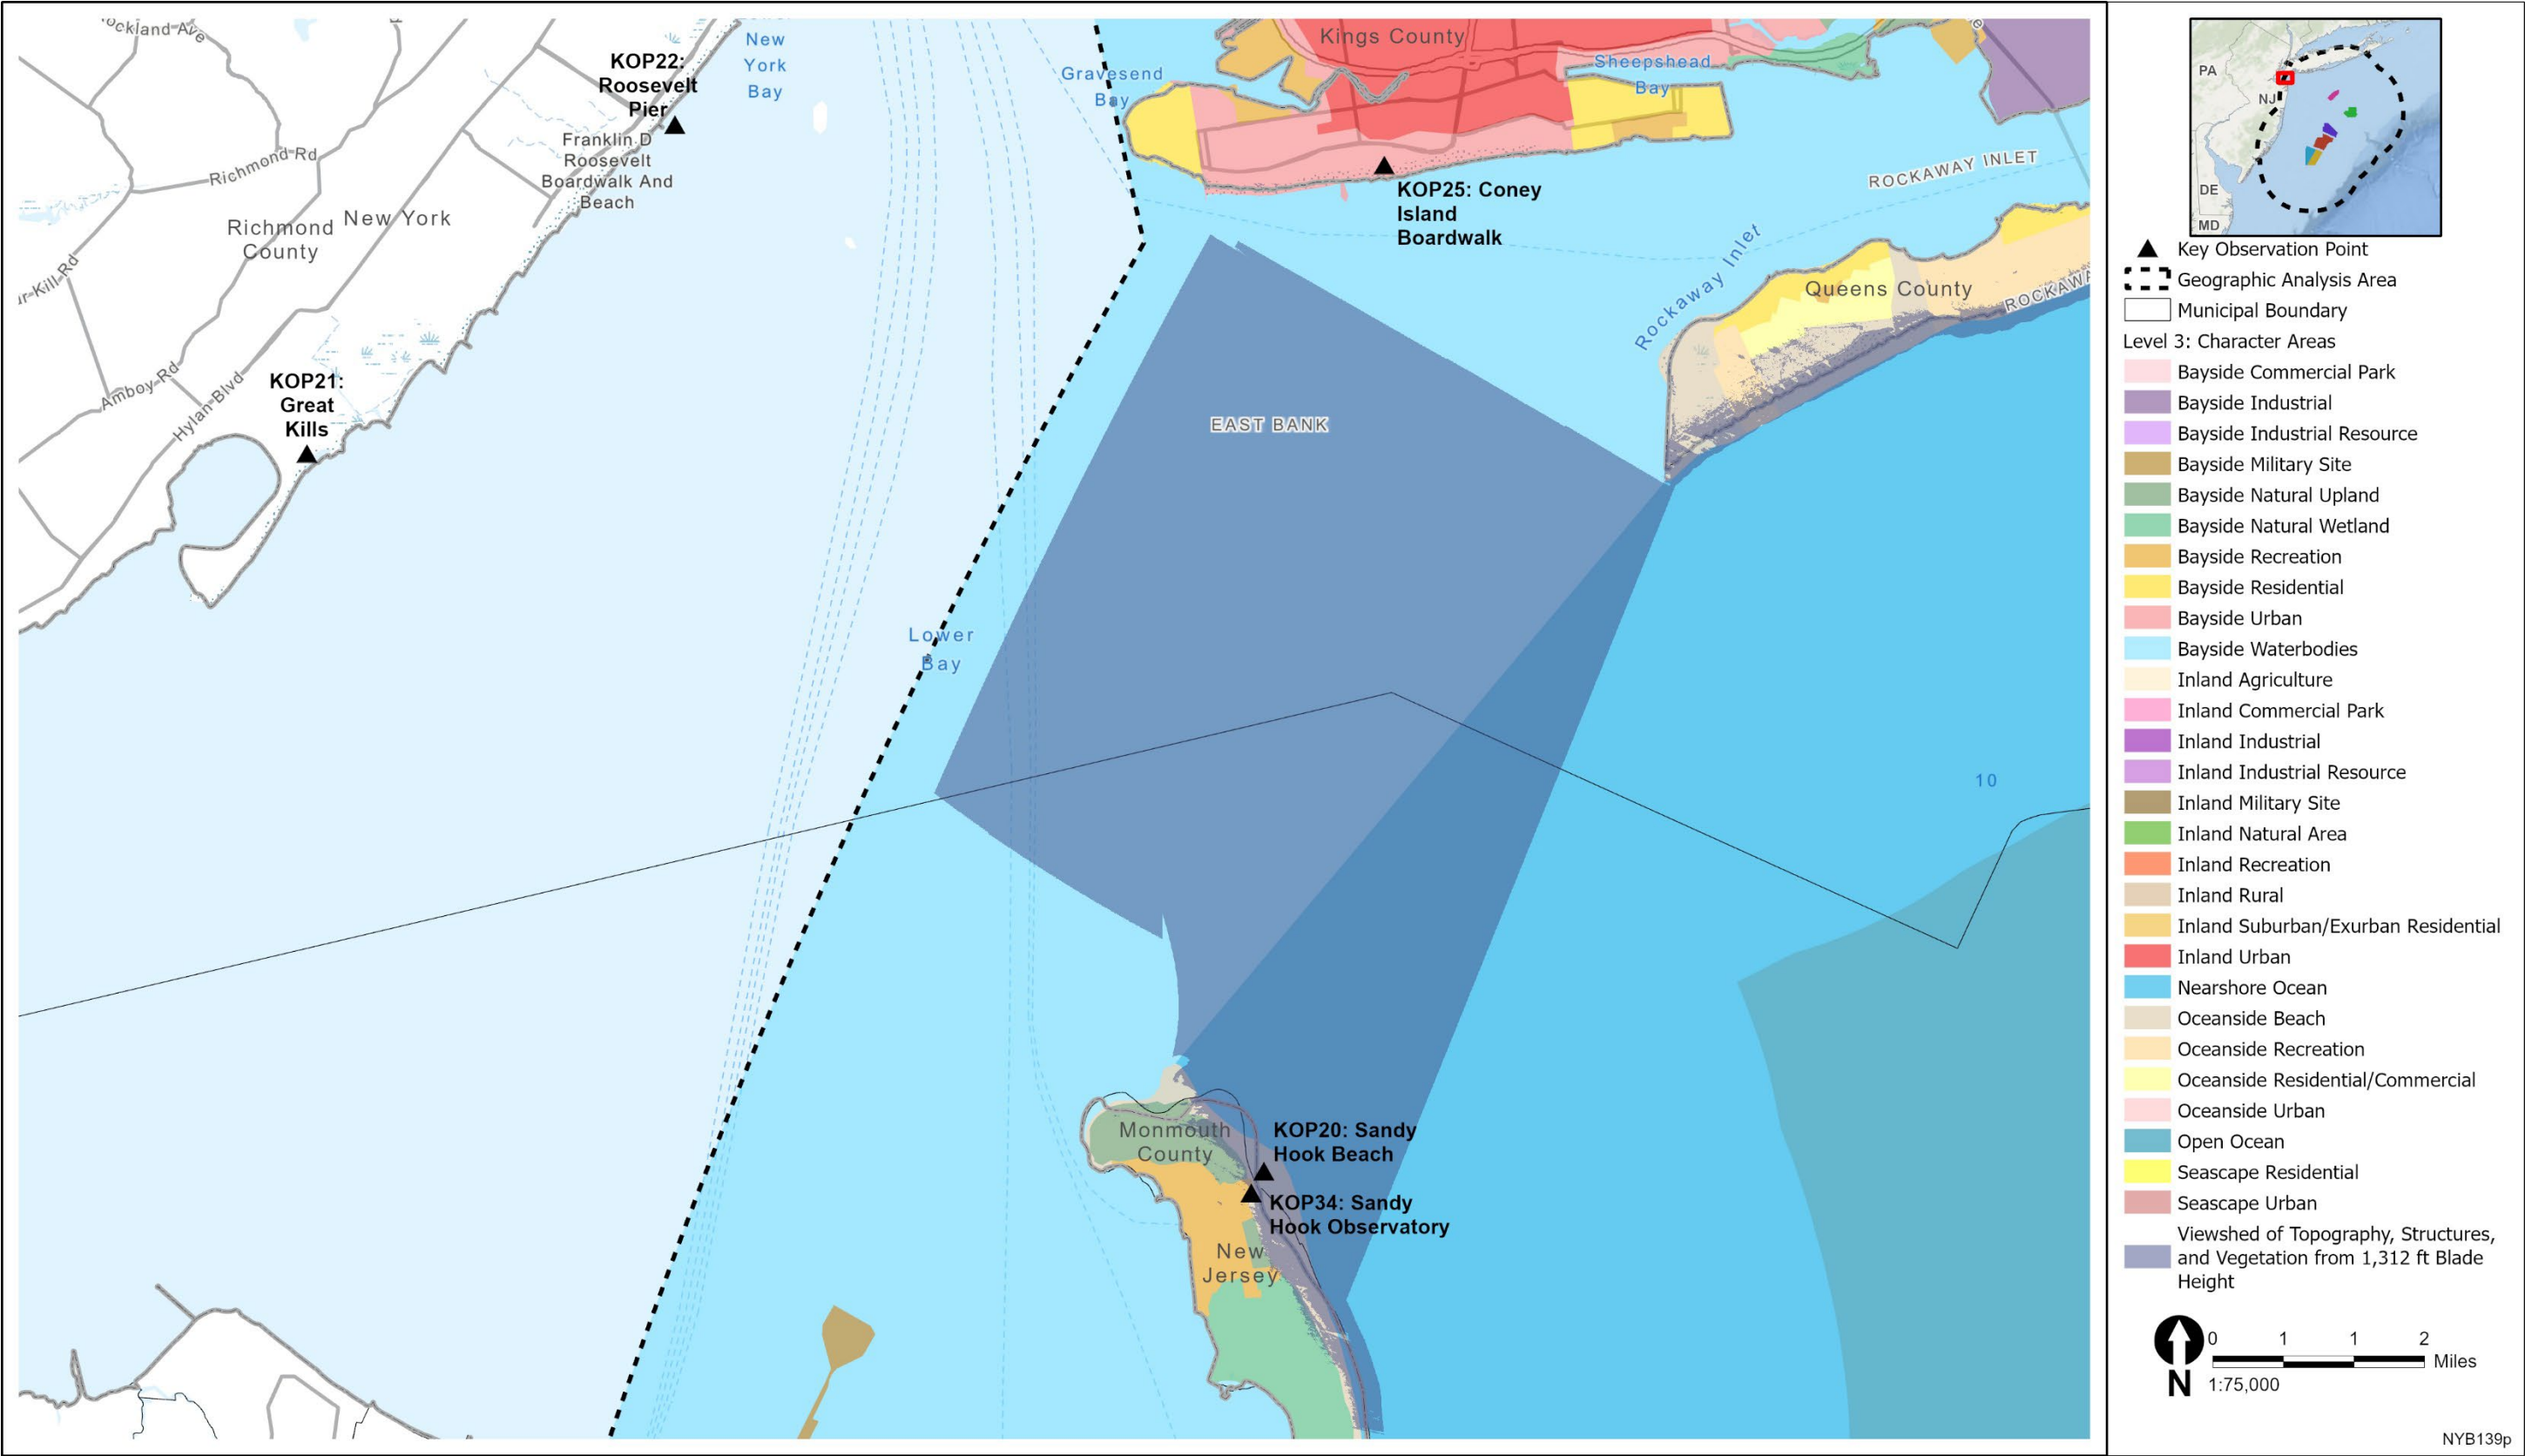 ockland Ave
New
York
Bay
KOP22:
Roosevelt
Pier
Franklin D
Roosevelt
Boardwalk And
Beach
Richmond Rd
Richmond
County
New York
Amboy Rd
Hylan Blvd
KOP21:
Great
Kills
Kings County
Gravesend
Bay
Sheepshead
Bay
KOP25: Coney
Island
Boardwalk
ROCKAWAY INLET
Rockaway Inlet
Queens County
EAST BANK
Lower
Bay
10
Monmouth
County
KOP20: Sandy
Hook Beach
KOP34: Sandy
Hook Observatory
New
Jersey
PA
NJ
DE
MD
Key Observation Point
Geographic Analysis Area
Municipal Boundary
Level 3: Character Areas
Bayside Commercial Park
Bayside Industrial
Bayside Industrial Resource
Bayside Military Site
Bayside Natural Upland
Bayside Natural Wetland
Bayside Recreation
Bayside Residential
Bayside Urban
Bayside Waterbodies
Inland Agriculture
Inland Commercial Park
Inland Industrial
Inland Industrial Resource
Inland Military Site
Inland Natural Area
Inland Recreation
Inland Rural
Inland Suburban/Exurban Residential
Inland Urban
Nearshore Ocean
Oceanside Beach
Oceanside Recreation
Oceanside Residential/Commercial
Oceanside Urban
Open Ocean
Seascape Residential
Seascape Urban
Viewshed of Topography, Structures,
and Vegetation from 1,312 ft Blade
Height
0 1 1 2
Miles
N
1:75,000
NYB139p